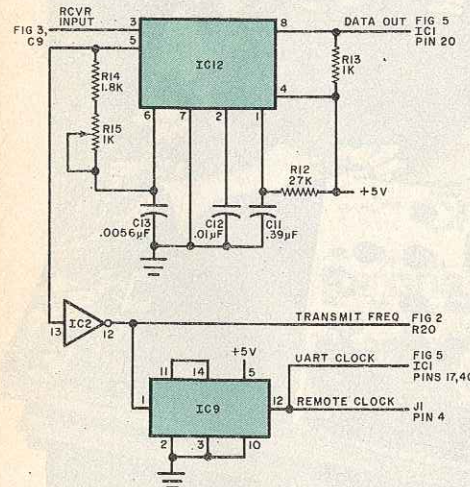 RCVR
INPUT
FIG 3,
C9
3
5
8
DATA OUT
FIG 5
IC1
PIN 20
IC12
R13
1K
R14
1.8K
R15
1K
4
6
7
2
1
R12
27K
+5V
C13
.0056µF
C12
.01µF
C11
.39µF
13
IC2
12
TRANSMIT FREQ
FIG 2
R20
+5V
UART CLOCK
FIG 5
IC1
PINS 17,40
11
14
5
1
IC9
12
REMOTE CLOCK
J1
PIN 4
2
3
10